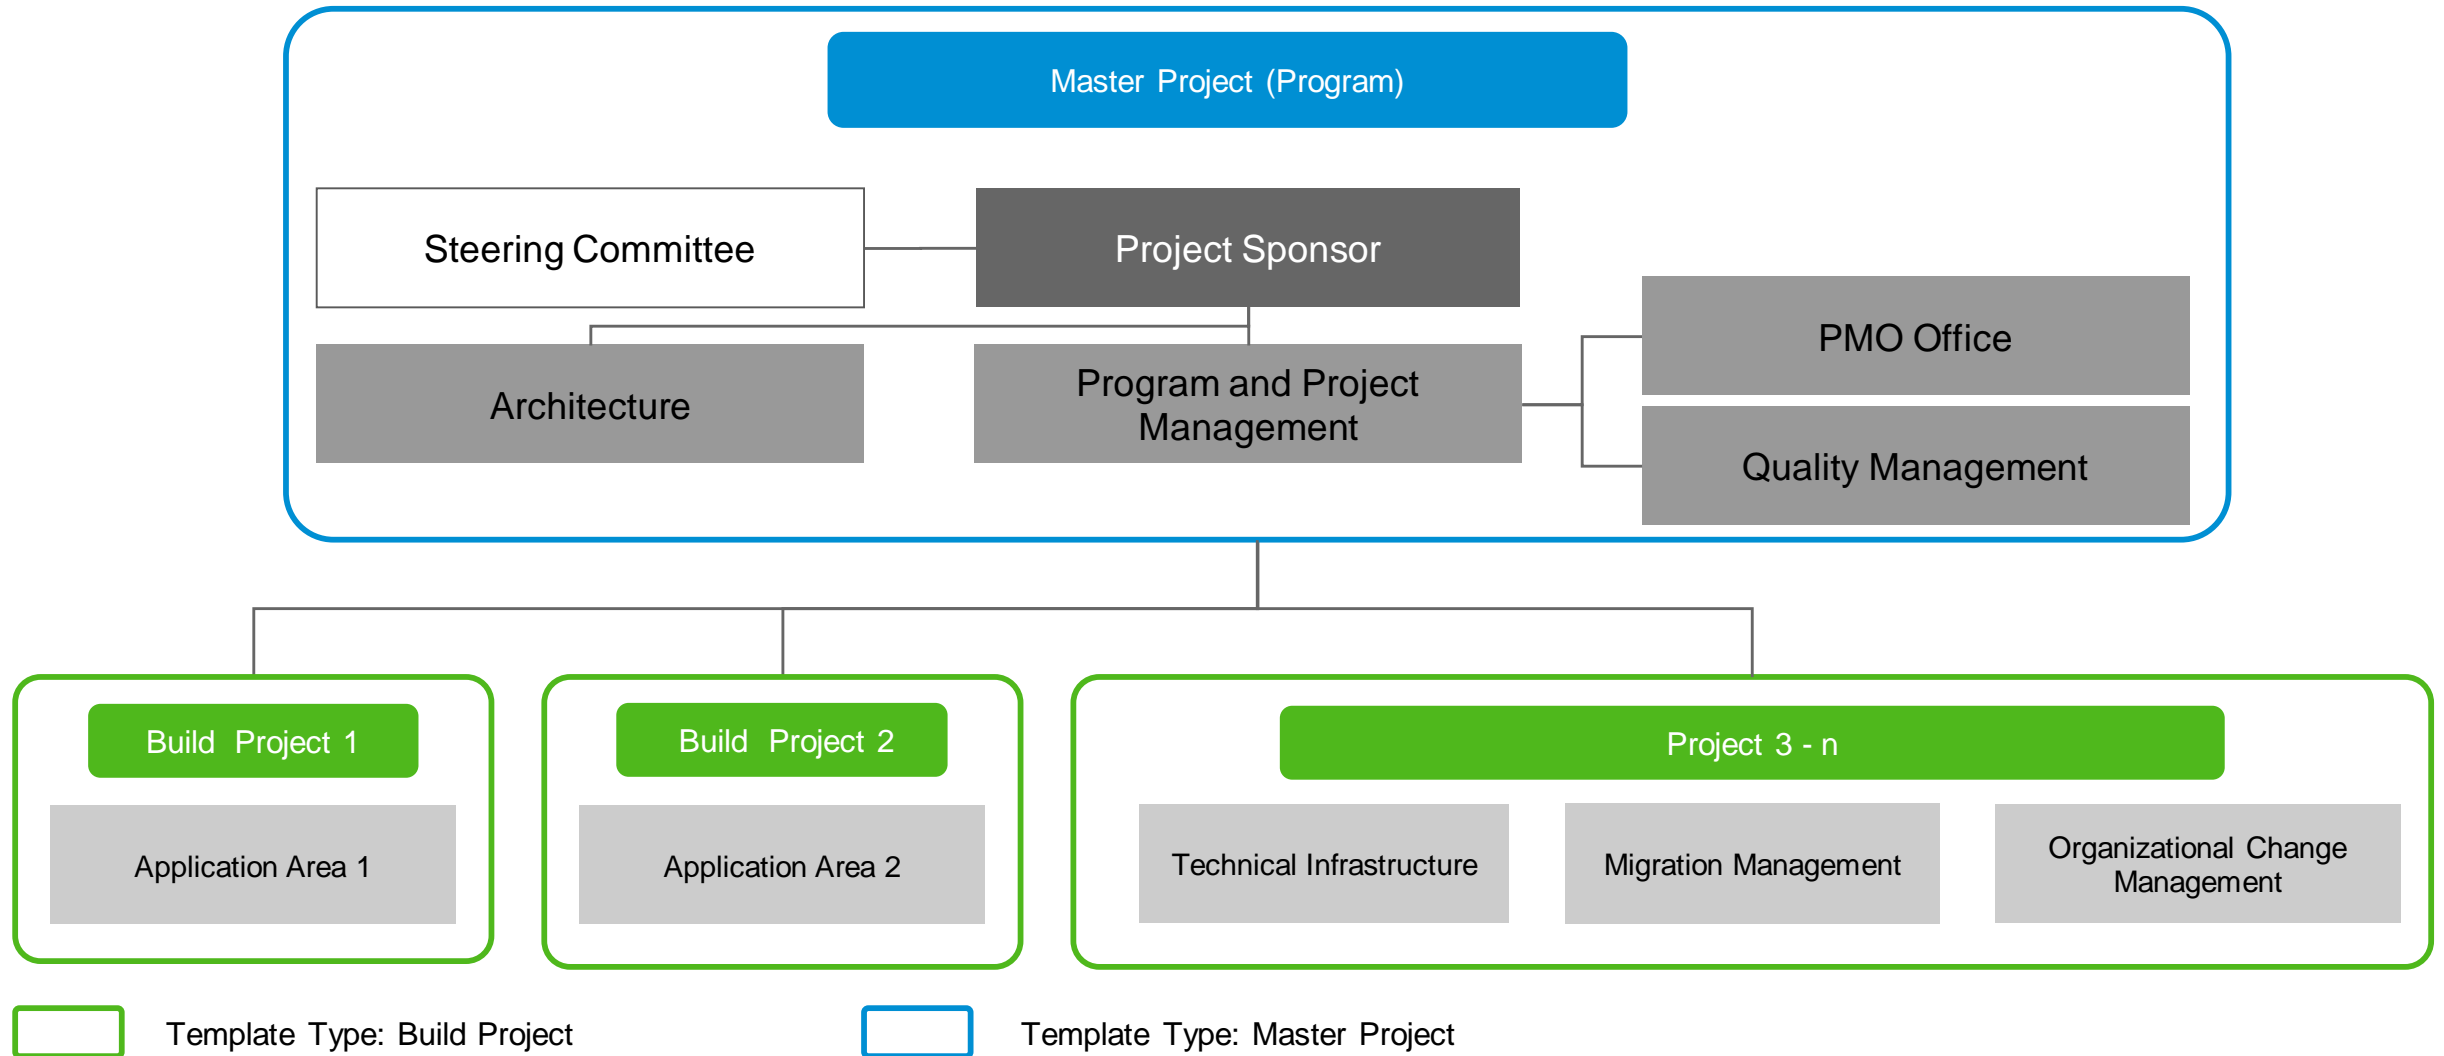 Master Project (Program)
Steering Committee
Project Sponsor
PMO Office
Architecture
Program and Project
Management
Quality Management
Build Project 1
Build Project 2
Project 3 - n
Application Area 1
Application Area 2
Technical Infrastructure
Migration Management
Organizational Change
Management
Template Type: Build Project
Template Type: Master Project